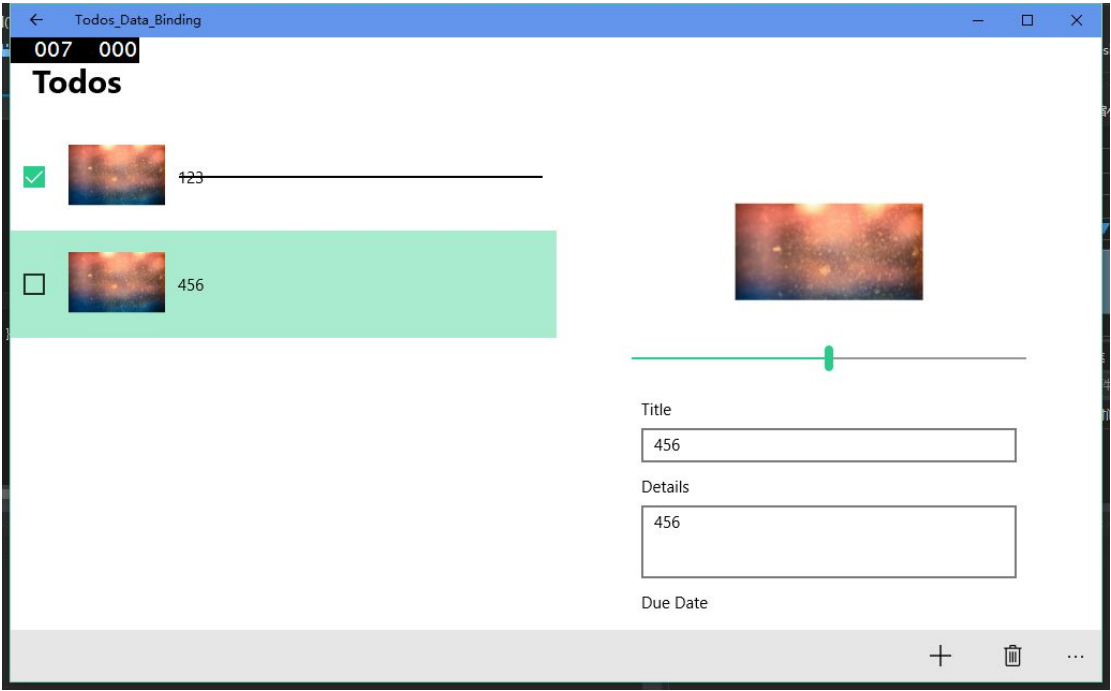 Todos_Data_Binding
007 000
Todos
123
456
Title
456
Details
456
Due Date